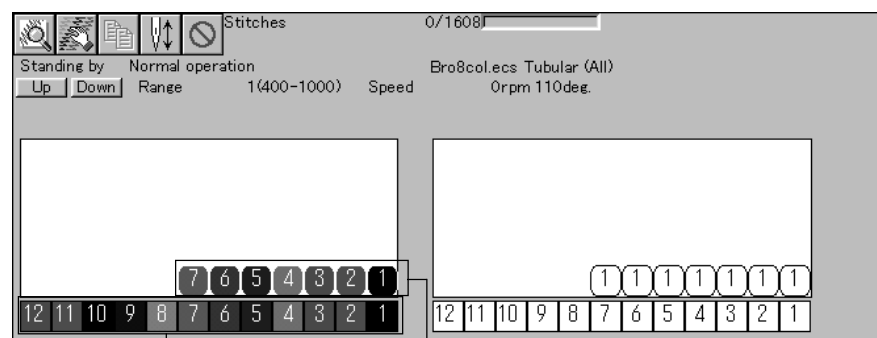 Stitches 0/1608
Standing by Normal operation Bro8col.ecs Tubular (All)
Up Down Range 1(400-1000) Speed 0rpm 110deg.
7 6 5 4 3 2 1 1 1 1 1 1 1 1
12 11 10 9 8 7 6 5 4 3 2 1 12 11 10 9 8 7 6 5 4 3 2 1